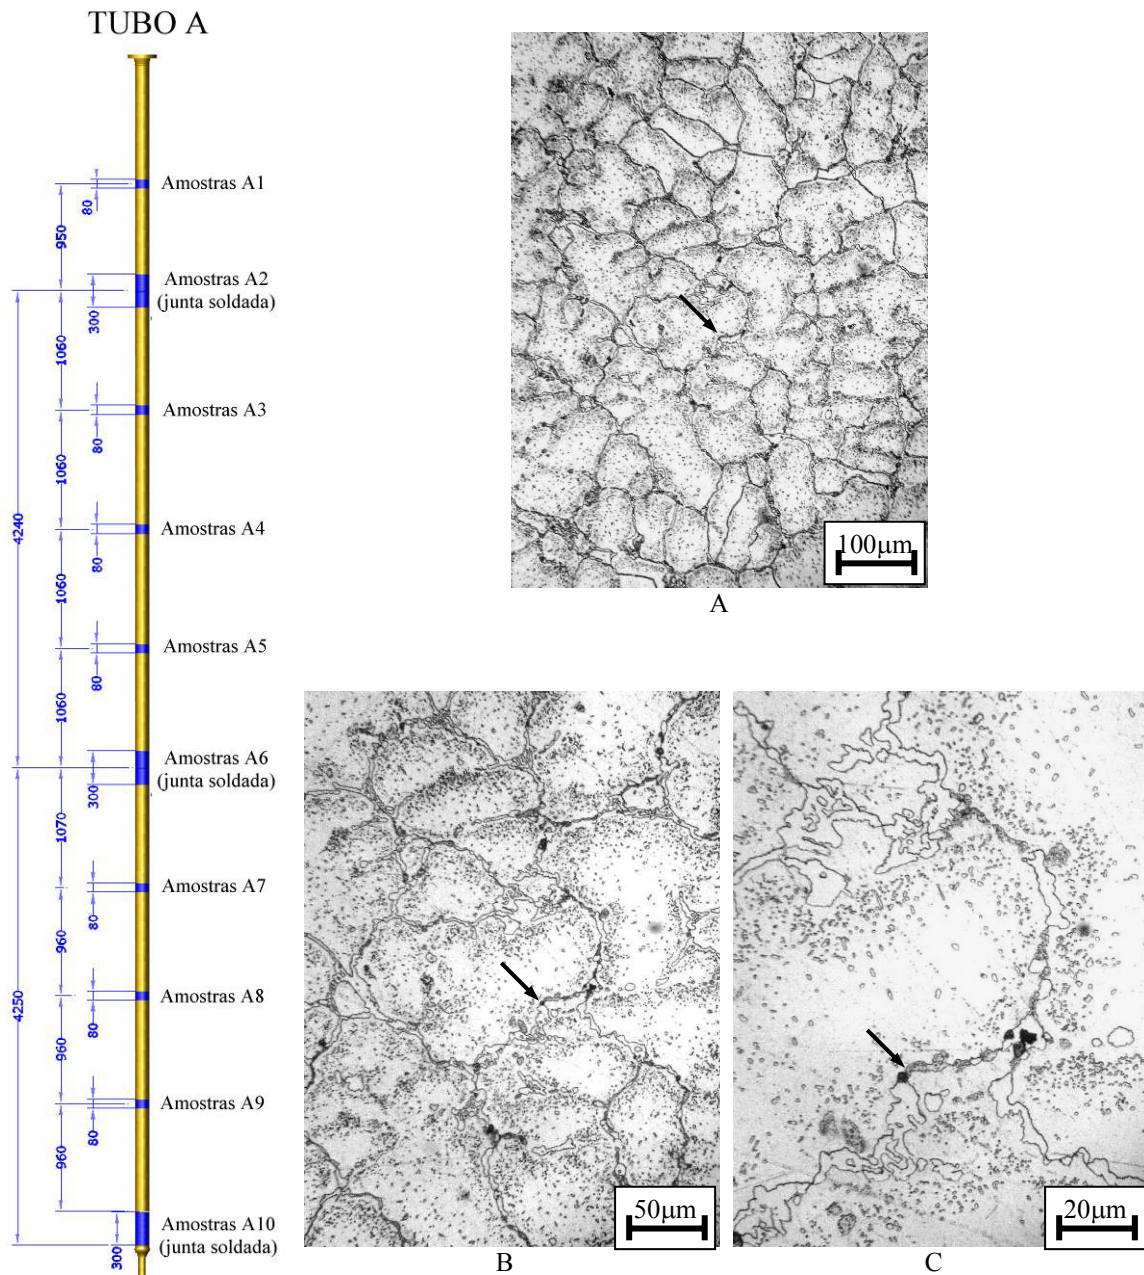 TUBO A
Amostras A1
80
950
Amostras A2
(junta soldada)
300
1060
Amostras A3
80
1060
4240
Amostras A4
80
1060
Amostras A5
80
1060
Amostras A6
(junta soldada)
300
1070
Amostras A7
80
960
4250
Amostras A8
80
960
Amostras A9
80
960
Amostras A10
(junta soldada)
300
100µm
A
50µm
B
20µm
C